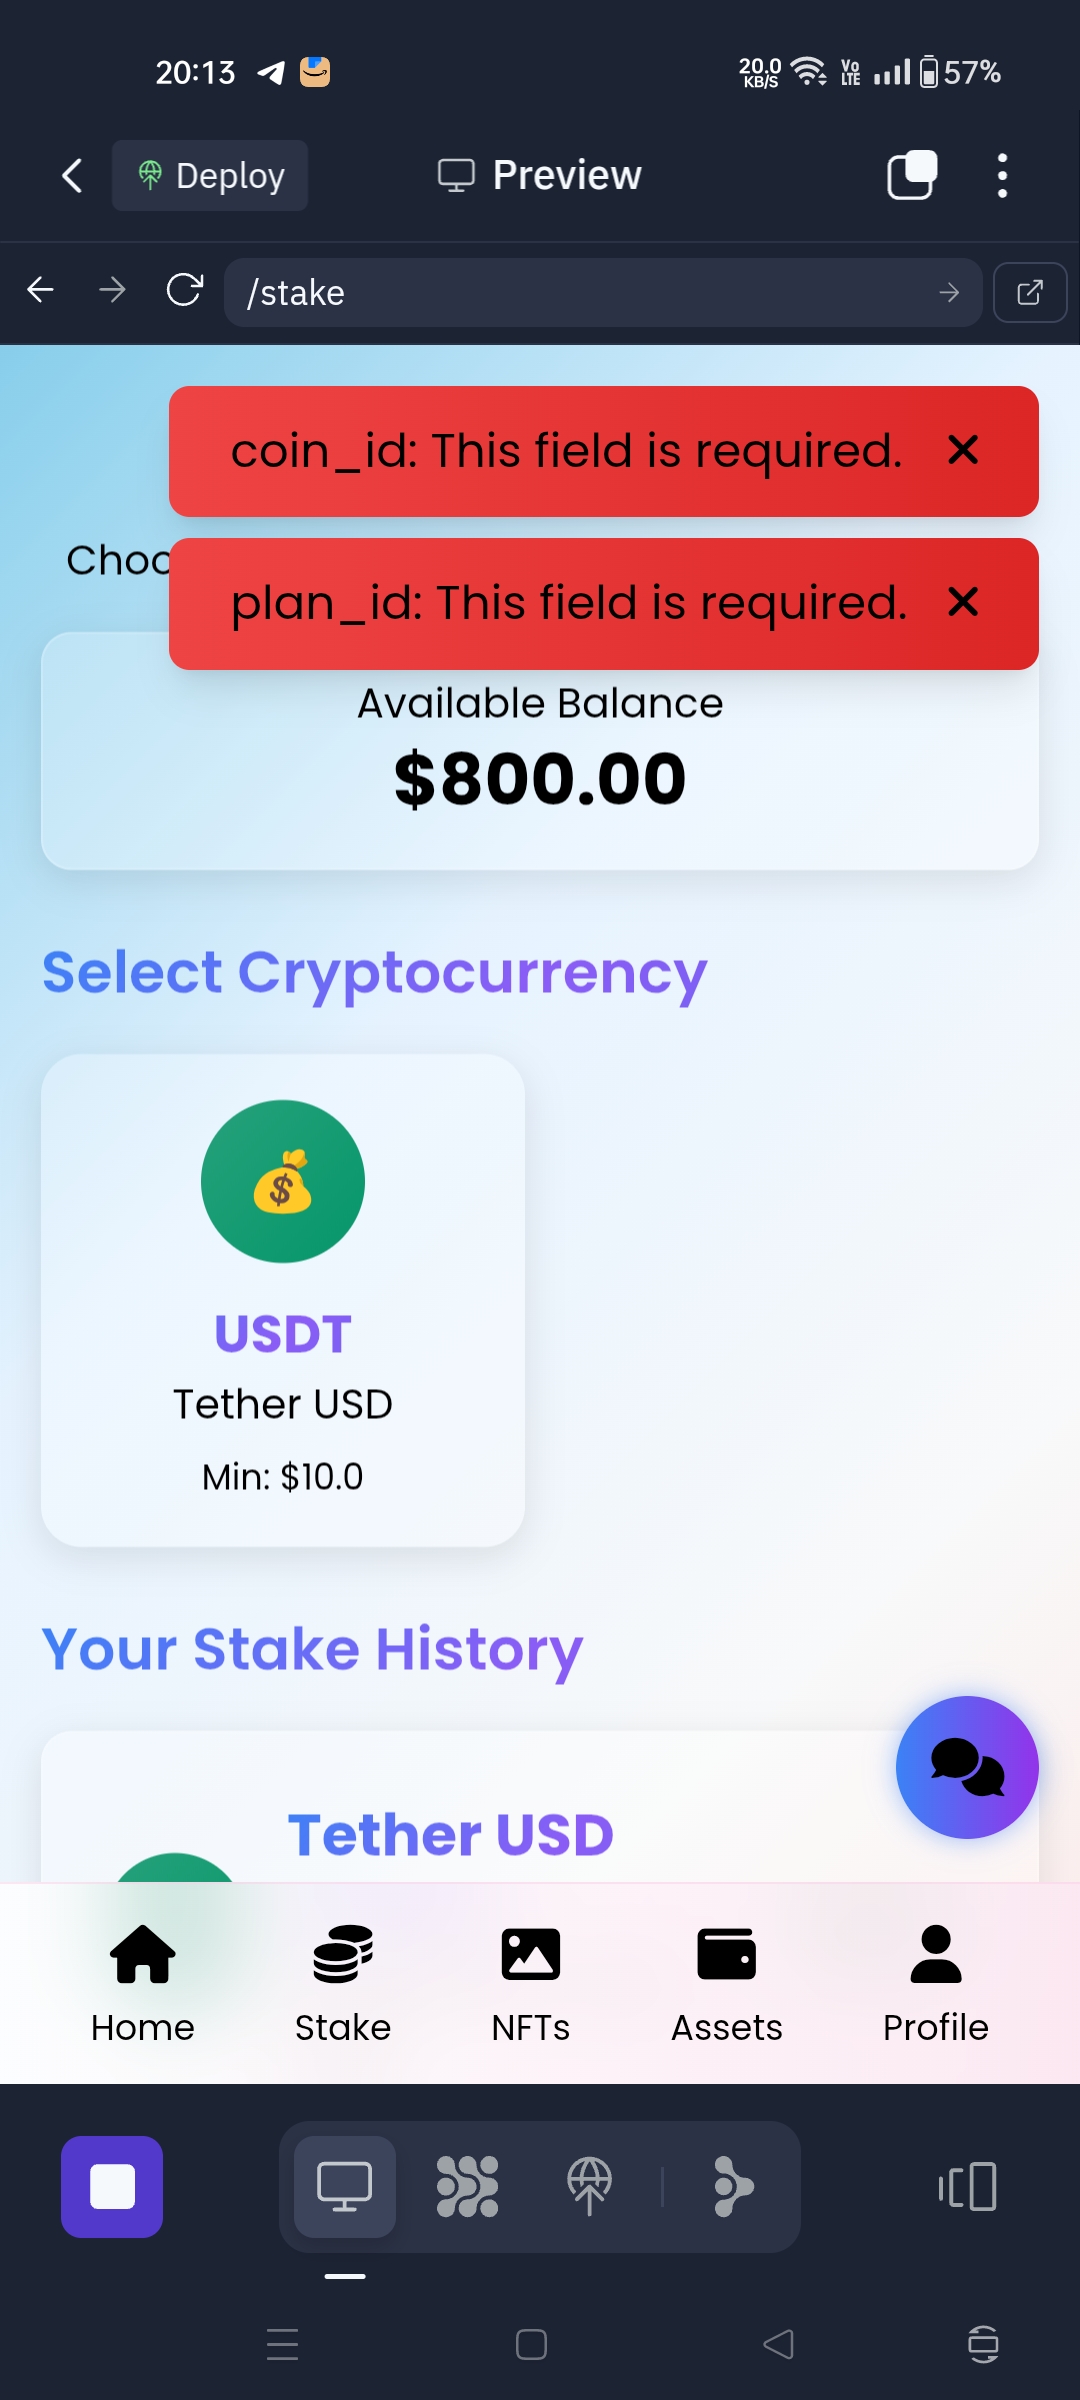 20:13
20.0 KB/S
Vo LTE
57%
Deploy
Preview
/stake
coin_id: This field is required.
Choo
plan_id: This field is required.
Available Balance
$800.00
Select Cryptocurrency
USDT
Tether USD
Min: $10.0
Your Stake History
Tether USD
Home Stake NFTs Assets Profile